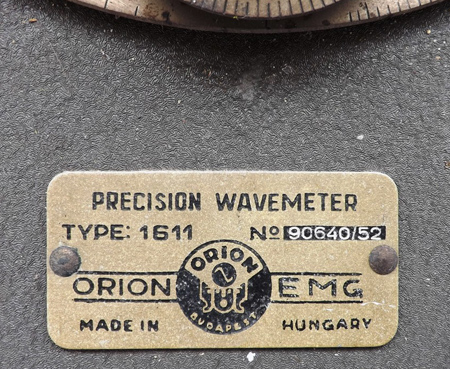 PRECISION WAVEMETER
TYPE: 1611 No 90640/52
ORION ORION EMG
BUDAPEST
MADE IN HUNGARY